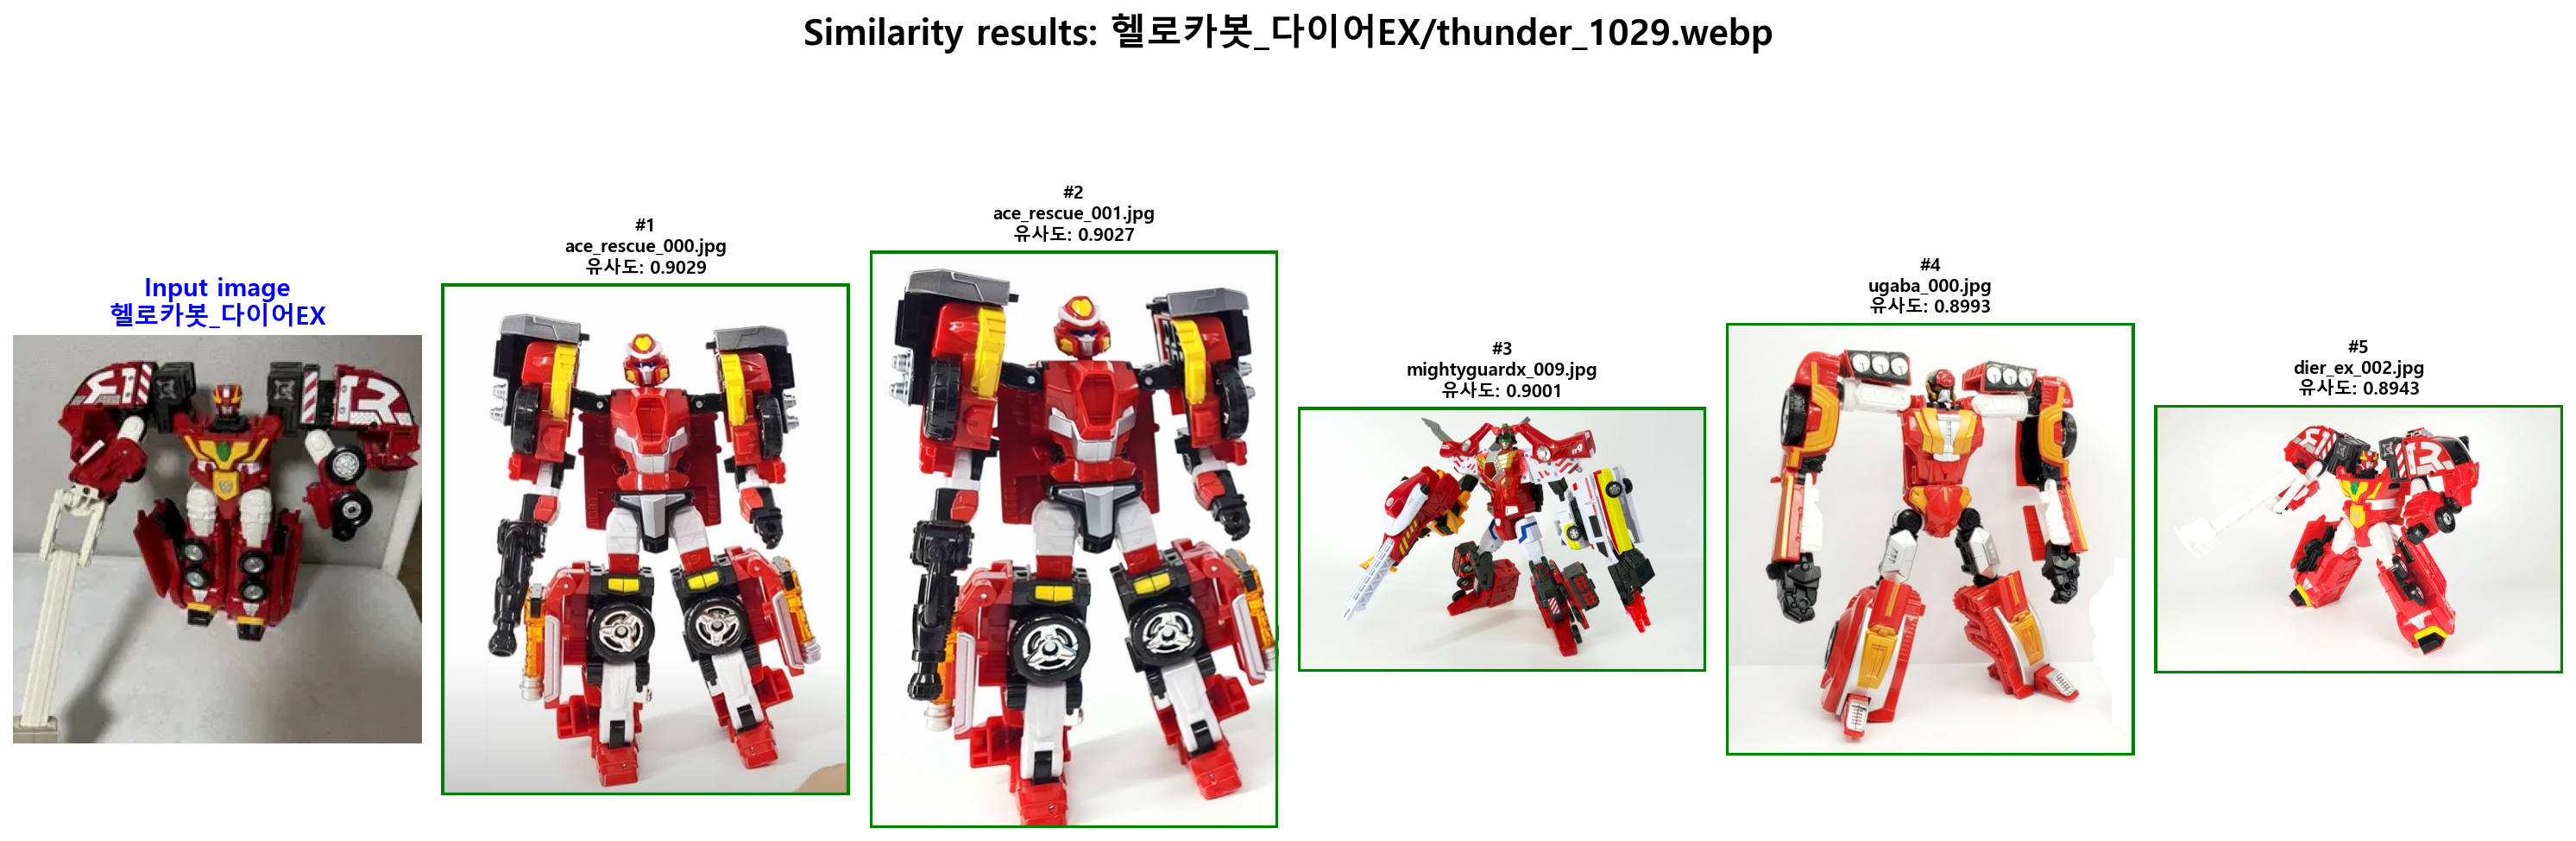 Similarity results: 헬로카봇_다이어EX/thunder_1029.webp
Input image
헬로카봇_다이어EX
#1
ace_rescue_000.jpg
유사도: 0.9029
#2
ace_rescue_001.jpg
유사도: 0.9027
#3
mightyguardx_009.jpg
유사도: 0.9001
#4
ugaba_000.jpg
유사도: 0.8993
#5
dier_ex_002.jpg
유사도: 0.8943